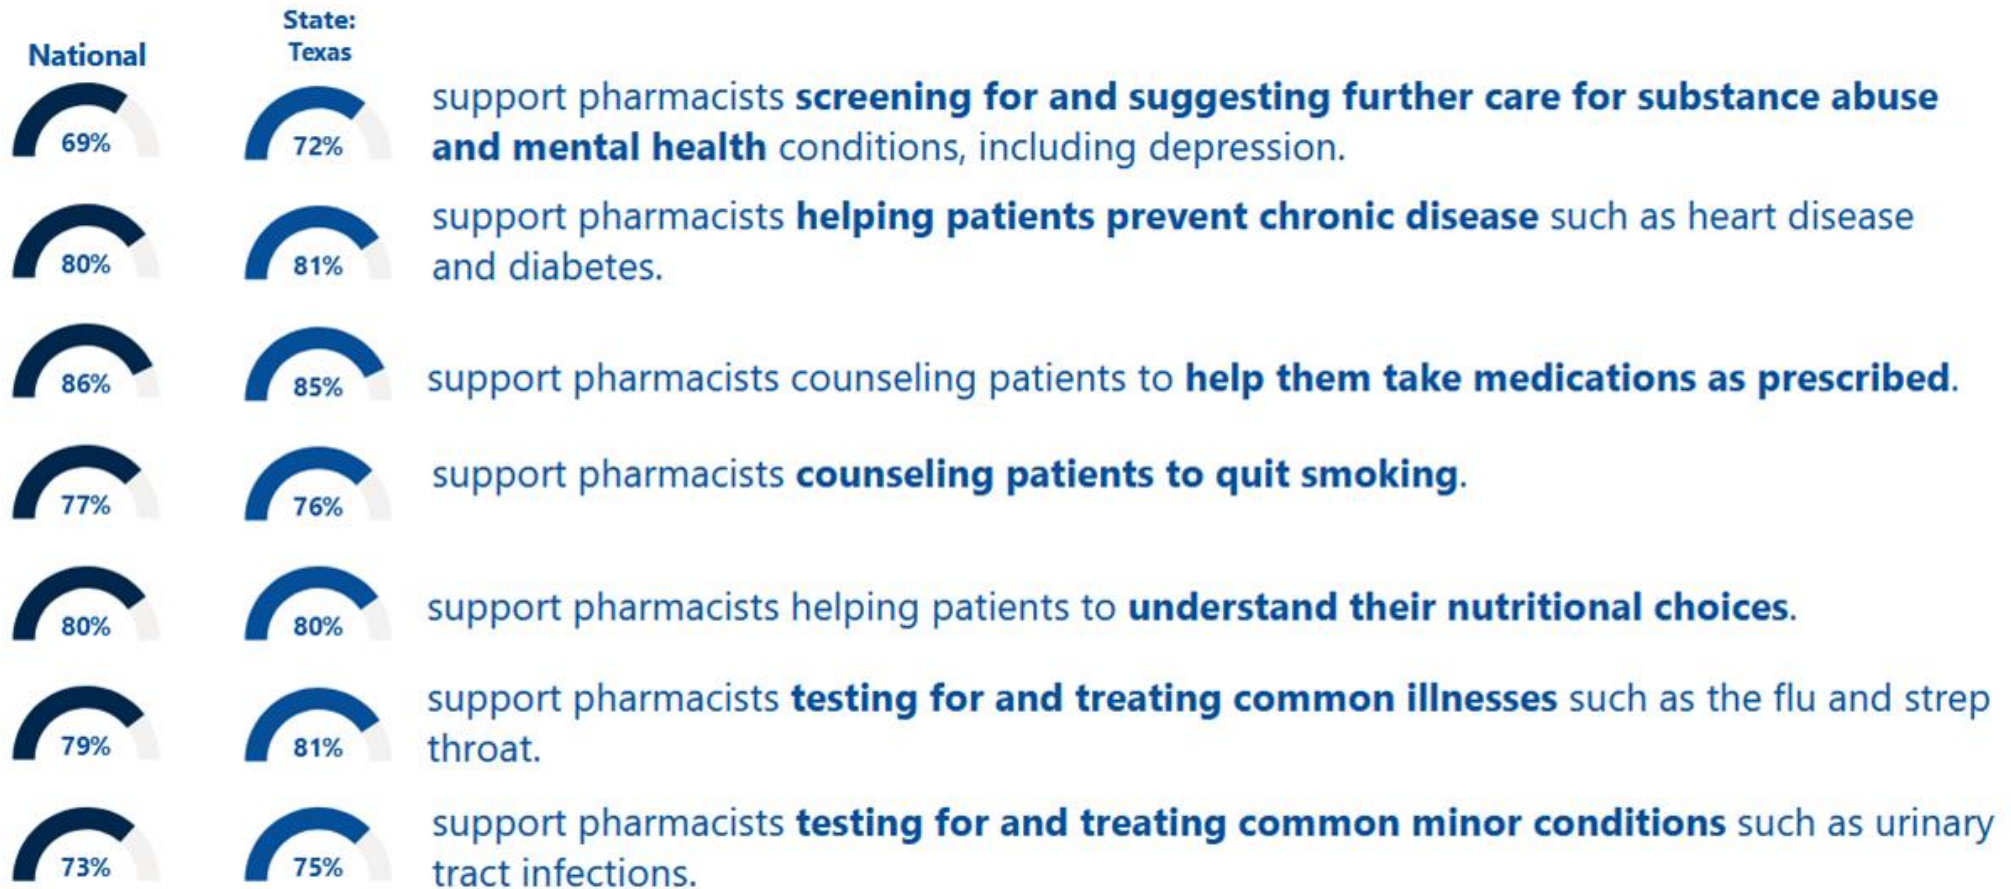 State:
National Texas
69% 72% support pharmacists screening for and suggesting further care for substance abuse
and mental health conditions, including depression.
80% 81% support pharmacists helping patients prevent chronic disease such as heart disease
and diabetes.
86% 85% support pharmacists counseling patients to help them take medications as prescribed.
77% 76% support pharmacists counseling patients to quit smoking.
80% 80% support pharmacists helping patients to understand their nutritional choices.
79% 81% support pharmacists testing for and treating common illnesses such as the flu and strep
throat.
73% 75% support pharmacists testing for and treating common minor conditions such as urinary
tract infections.